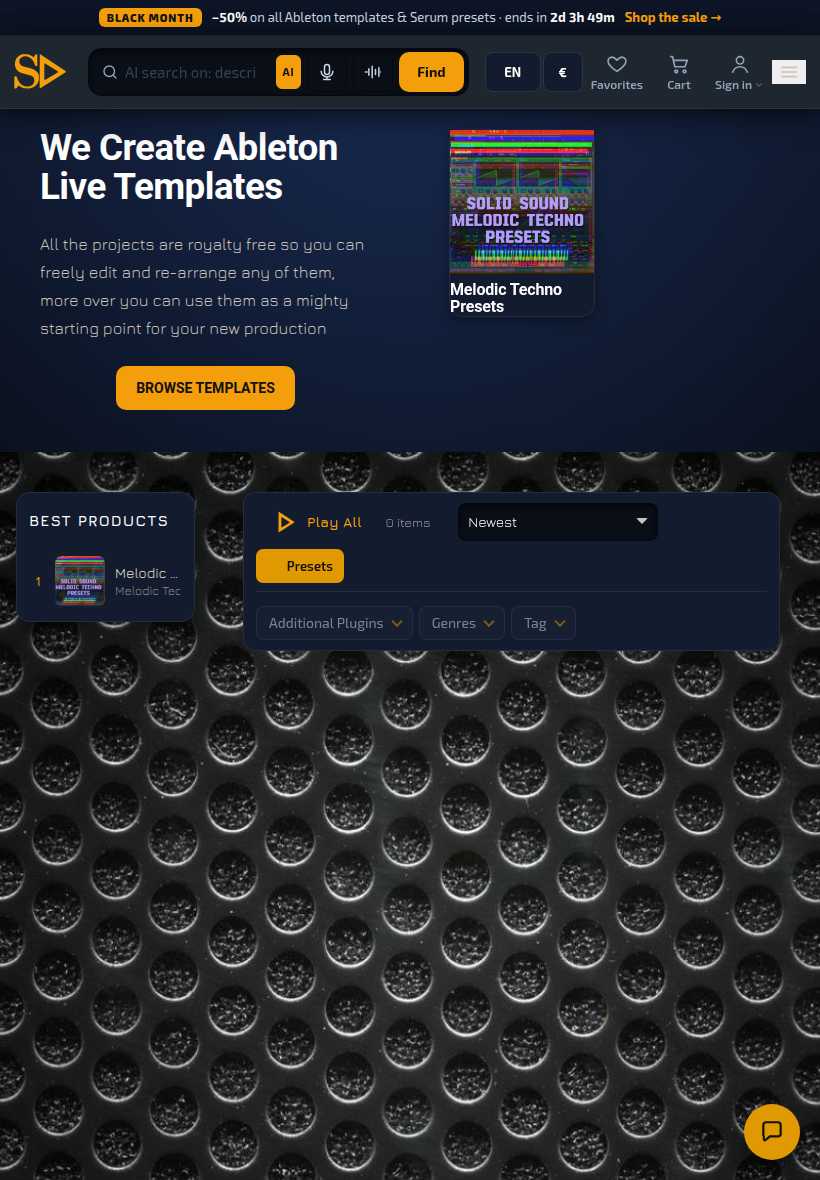 BLACK MONTH −50% on all Ableton templates & Serum presets · ends in 2d 3h 49m Shop the sale →
AI search on: descri AI Find EN € Favorites Cart Sign in
We Create Ableton
Live Templates
All the projects are royalty free so you can
freely edit and re-arrange any of them,
more over you can use them as a mighty
starting point for your new production
BROWSE TEMPLATES
SOLID SOUND
MELODIC TECHNO
PRESETS
Melodic Techno
Presets
BEST PRODUCTS
1 Melodic ...
Melodic Tec
Play All 0 items Newest
Presets
Additional Plugins Genres Tag